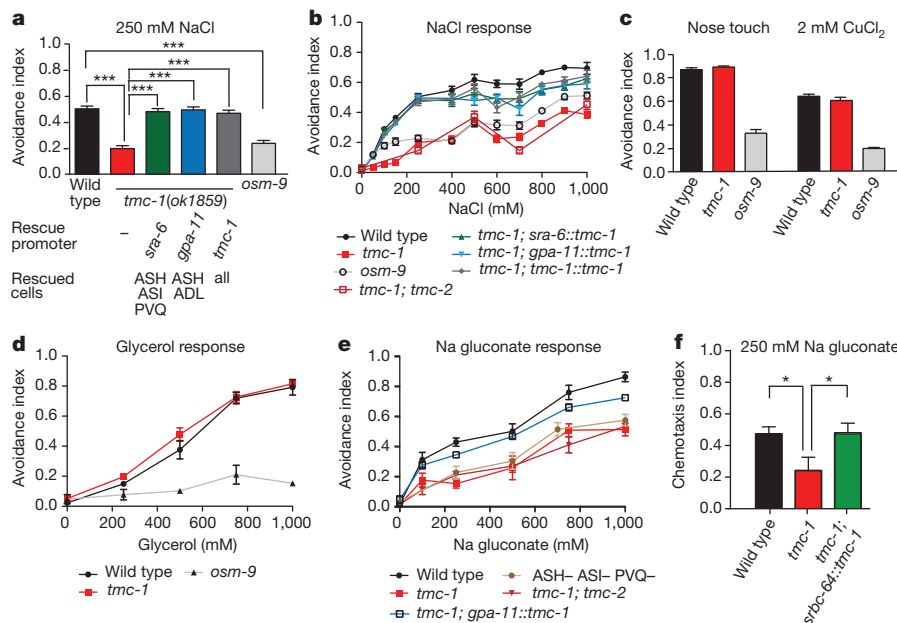 a
250 mM NaCl
***
***
***
***
***
Avoidance index
1.0
0.8
0.6
0.4
0.2
0.0
Wild type
tmc-1(ok1859)
osm-9
Rescue promoter
–
sra-6
gpa-11
tmc-1
Rescued cells
ASH ASI PVQ
ASH ADL
all
b
NaCl response
Avoidance index
1.0
0.8
0.6
0.4
0.2
0
0 200 400 600 800 1,000
NaCl (mM)
Wild type
tmc-1
osm-9
tmc-1; tmc-2
tmc-1; sra-6::tmc-1
tmc-1; gpa-11::tmc-1
tmc-1; tmc-1::tmc-1
c
Nose touch
2 mM CuCl2
Avoidance index
1.0
0.8
0.6
0.4
0.2
0.0
Wild type
tmc-1
osm-9
Wild type
tmc-1
osm-9
d
Glycerol response
Avoidance index
1.0
0.8
0.6
0.4
0.2
0.0
0 200 400 600 800 1,000
Glycerol (mM)
Wild type
osm-9
tmc-1
e
Na gluconate response
Avoidance index
1.0
0.8
0.6
0.4
0.2
0.0
0 200 400 600 800 1,000
Na gluconate (mM)
Wild type
tmc-1
tmc-1; gpa-11::tmc-1
ASH– ASI– PVQ–
tmc-1; tmc-2
f
250 mM Na gluconate
* *
Chemotaxis index
1.0
0.8
0.6
0.4
0.2
0
Wild type
tmc-1
tmc-1; srbc-64::tmc-1